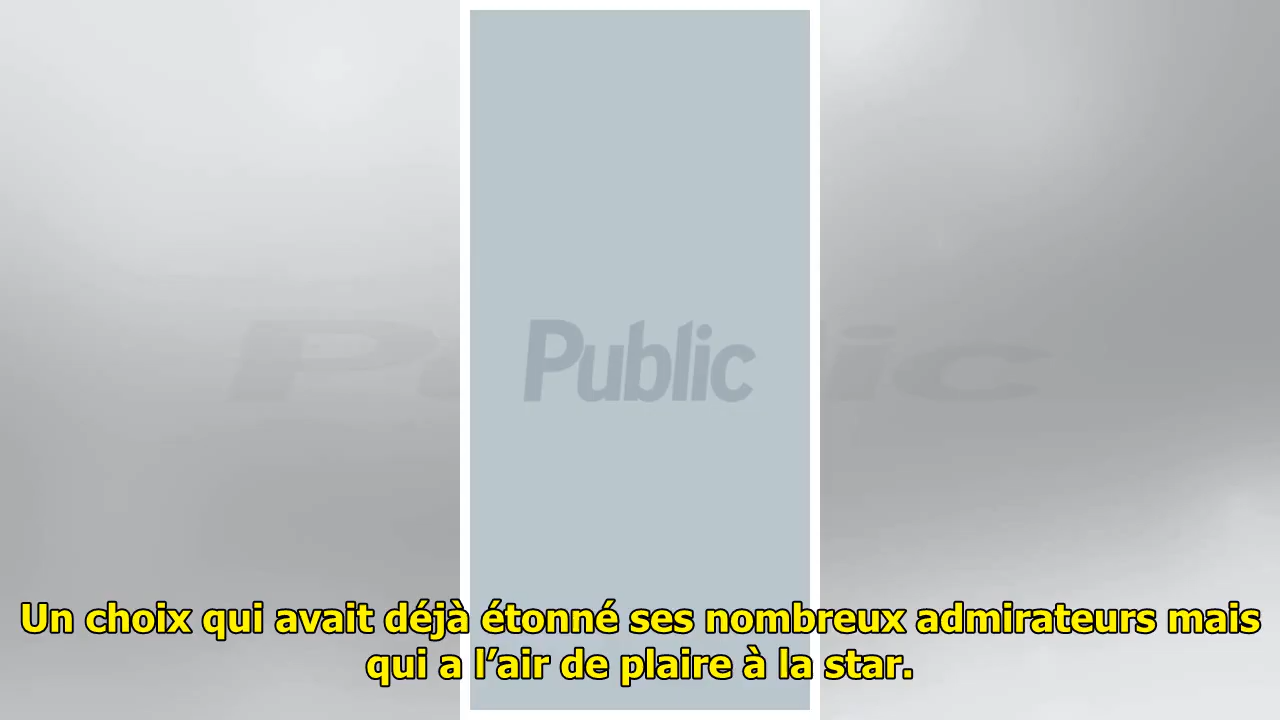 Public
Un choix qui avait déjà étonné ses nombreux admirateurs mais
qui a l’air de plaire à la star.